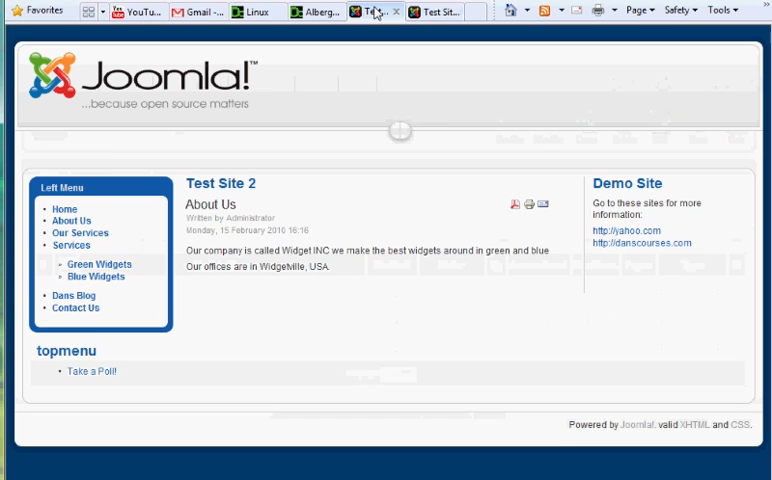 Favorites YouTu... Gmail -... Linux Alberg... Te... Test Sit... Page Safety Tools
Joomla!™
...because open source matters
Left Menu
Home
About Us
Our Services
Services
Green Widgets
Blue Widgets
Dans Blog
Contact Us
topmenu
Take a Poll!
Test Site 2
About Us
Written by Administrator
Monday, 15 February 2010 16:16
Our company is called Widget INC we make the best widgets around in green and blue
Our offices are in Widgetville, USA.
Demo Site
Go to these sites for more
information:
http://yahoo.com
http://danscourses.com
Powered by Joomla!. valid XHTML and CSS.